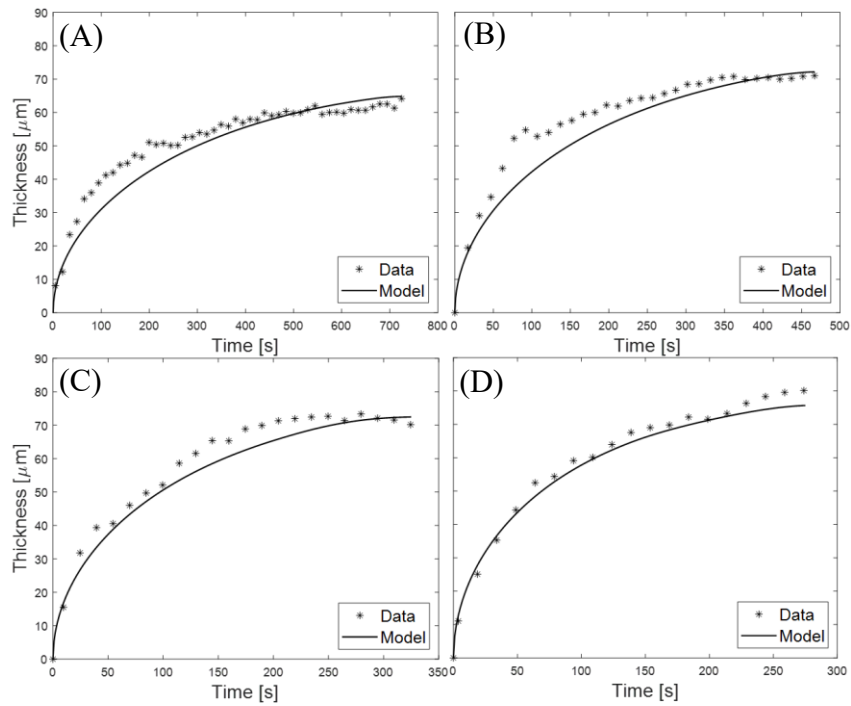 (A)
90
80
70
60
50
40
30
20
10
0
Thickness [μm]
* Data
Model
0 100 200 300 400 500 600 700 800
Time [s]
(B)
* Data
Model
0 50 100 150 200 250 300 350 400 450 500
Time [s]
(C)
90
80
70
60
50
40
30
20
10
0
Thickness [μm]
* Data
Model
0 50 100 150 200 250 300 350
Time [s]
(D)
* Data
Model
0 50 100 150 200 250 300
Time [s]